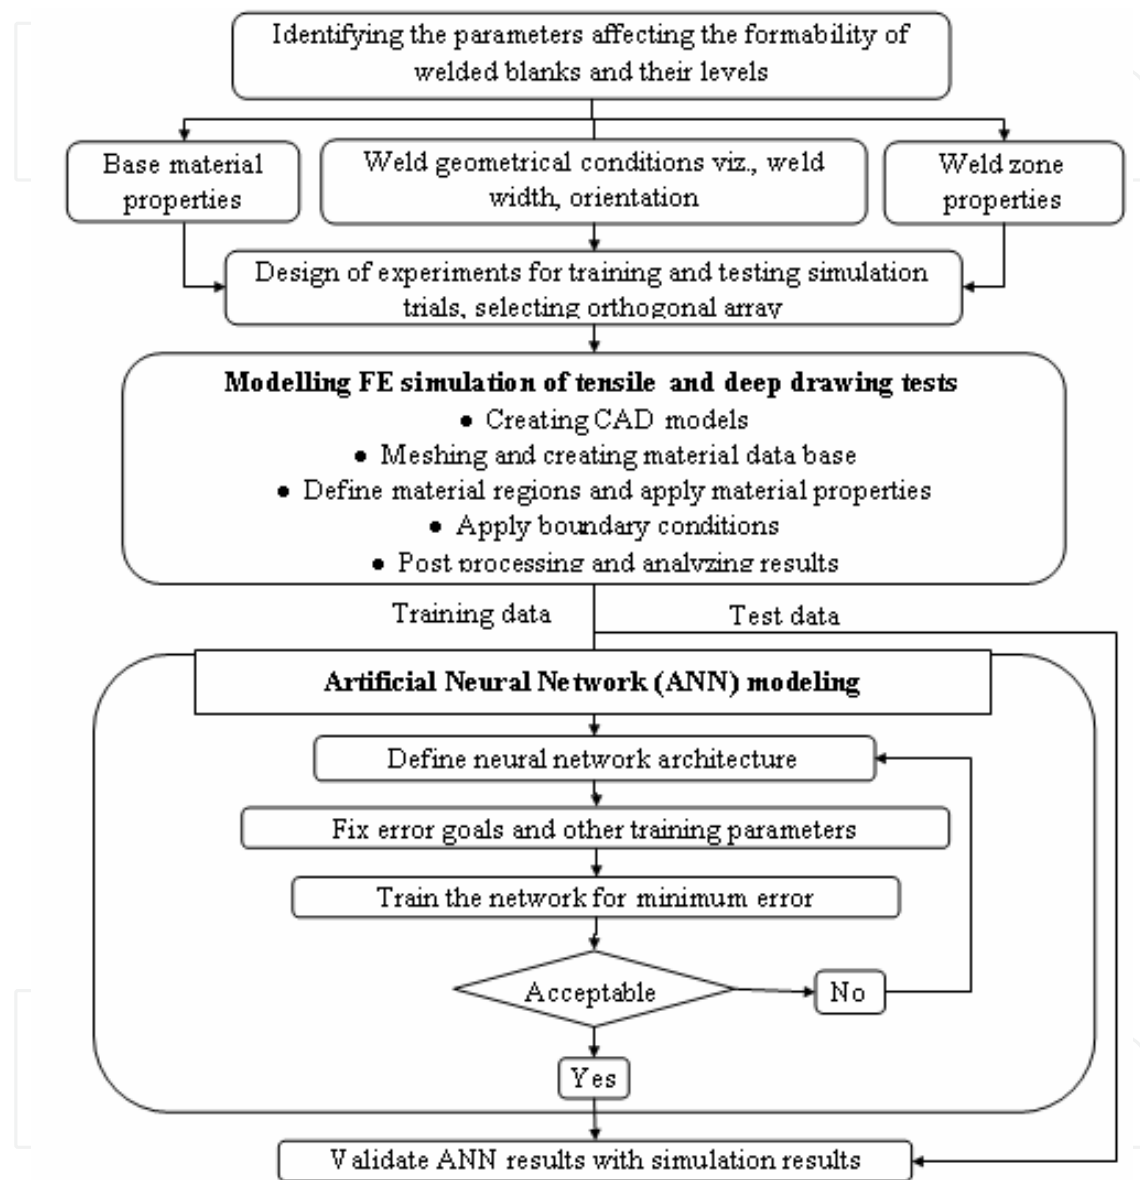 Identifying the parameters affecting the formability of
welded blanks and their levels
Base material
properties
Weld geometrical conditions viz., weld
width, orientation
Weld zone
properties
Design of experiments for training and testing simulation
trials, selecting orthogonal array
Modelling FE simulation of tensile and deep drawing tests
● Creating CAD models
● Meshing and creating material data base
● Define material regions and apply material properties
● Apply boundary conditions
● Post processing and analyzing results
Training data
Test data
Artificial Neural Network (ANN) modeling
Define neural network architecture
Fix error goals and other training parameters
Train the network for minimum error
Acceptable
No
Yes
Validate ANN results with simulation results